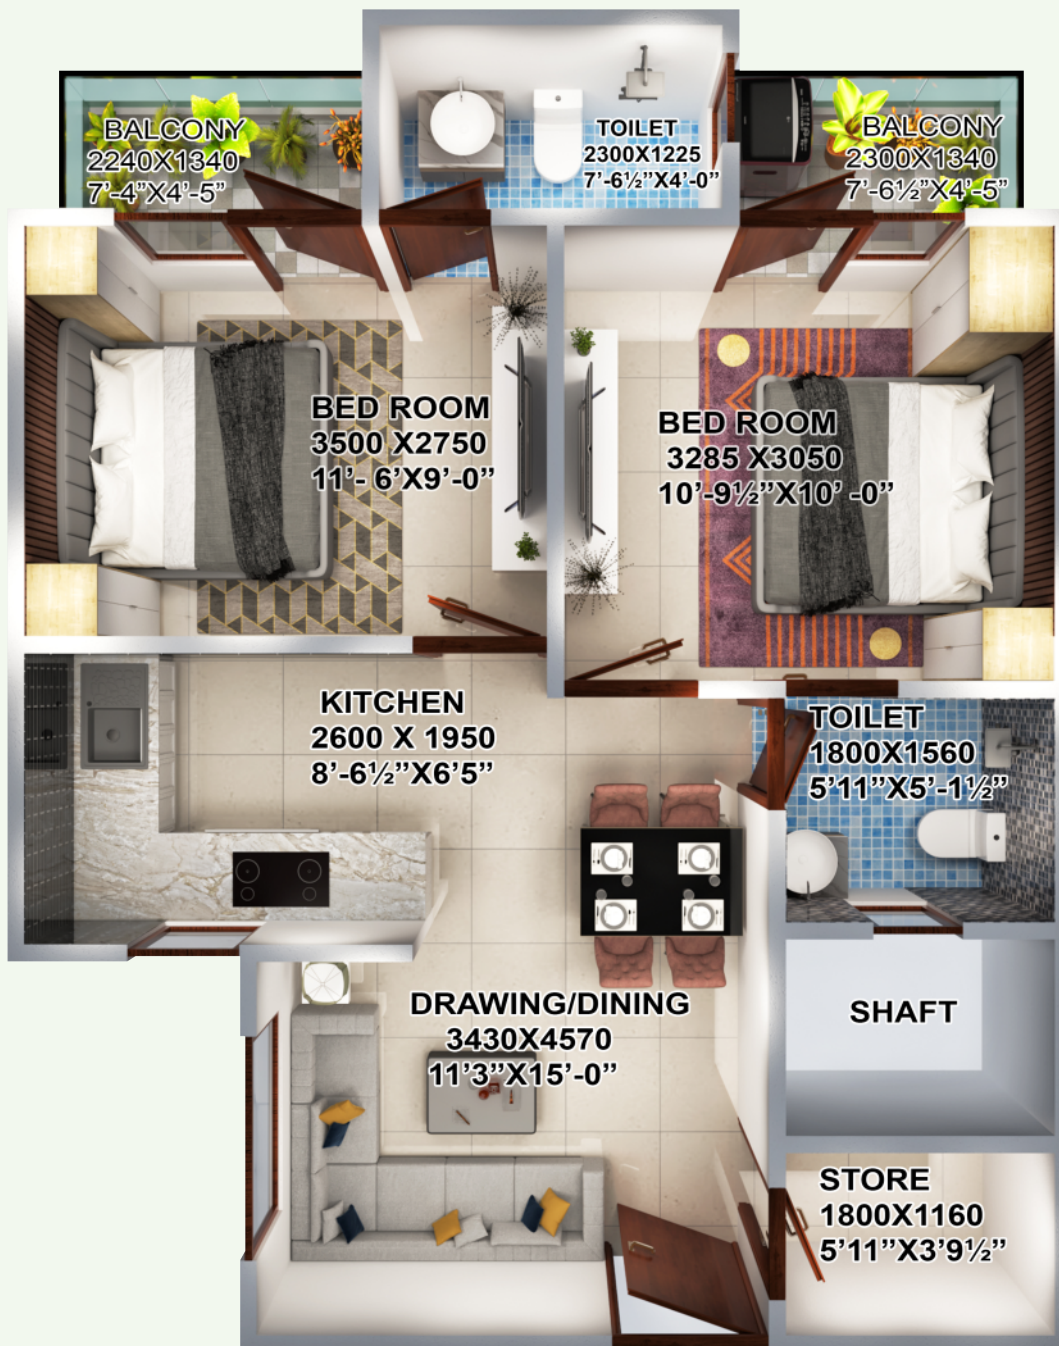 TOILET
2300X1225
7'-6½"X4'-0"
BALCONY
2240X1340
7'-4"X4'-5"
BALCONY
2300X1340
7'-6½"X4'-5"
BED ROOM
3500 X2750
11'- 6'X9'-0"
BED ROOM
3285 X3050
10'-9½"X10' -0"
KITCHEN
2600 X 1950
8'-6½"X6'5"
TOILET
1800X1560
5'11"X5'-1½"
DRAWING/DINING
3430X4570
11'3"X15'-0"
SHAFT
STORE
1800X1160
5'11"X3'9½"